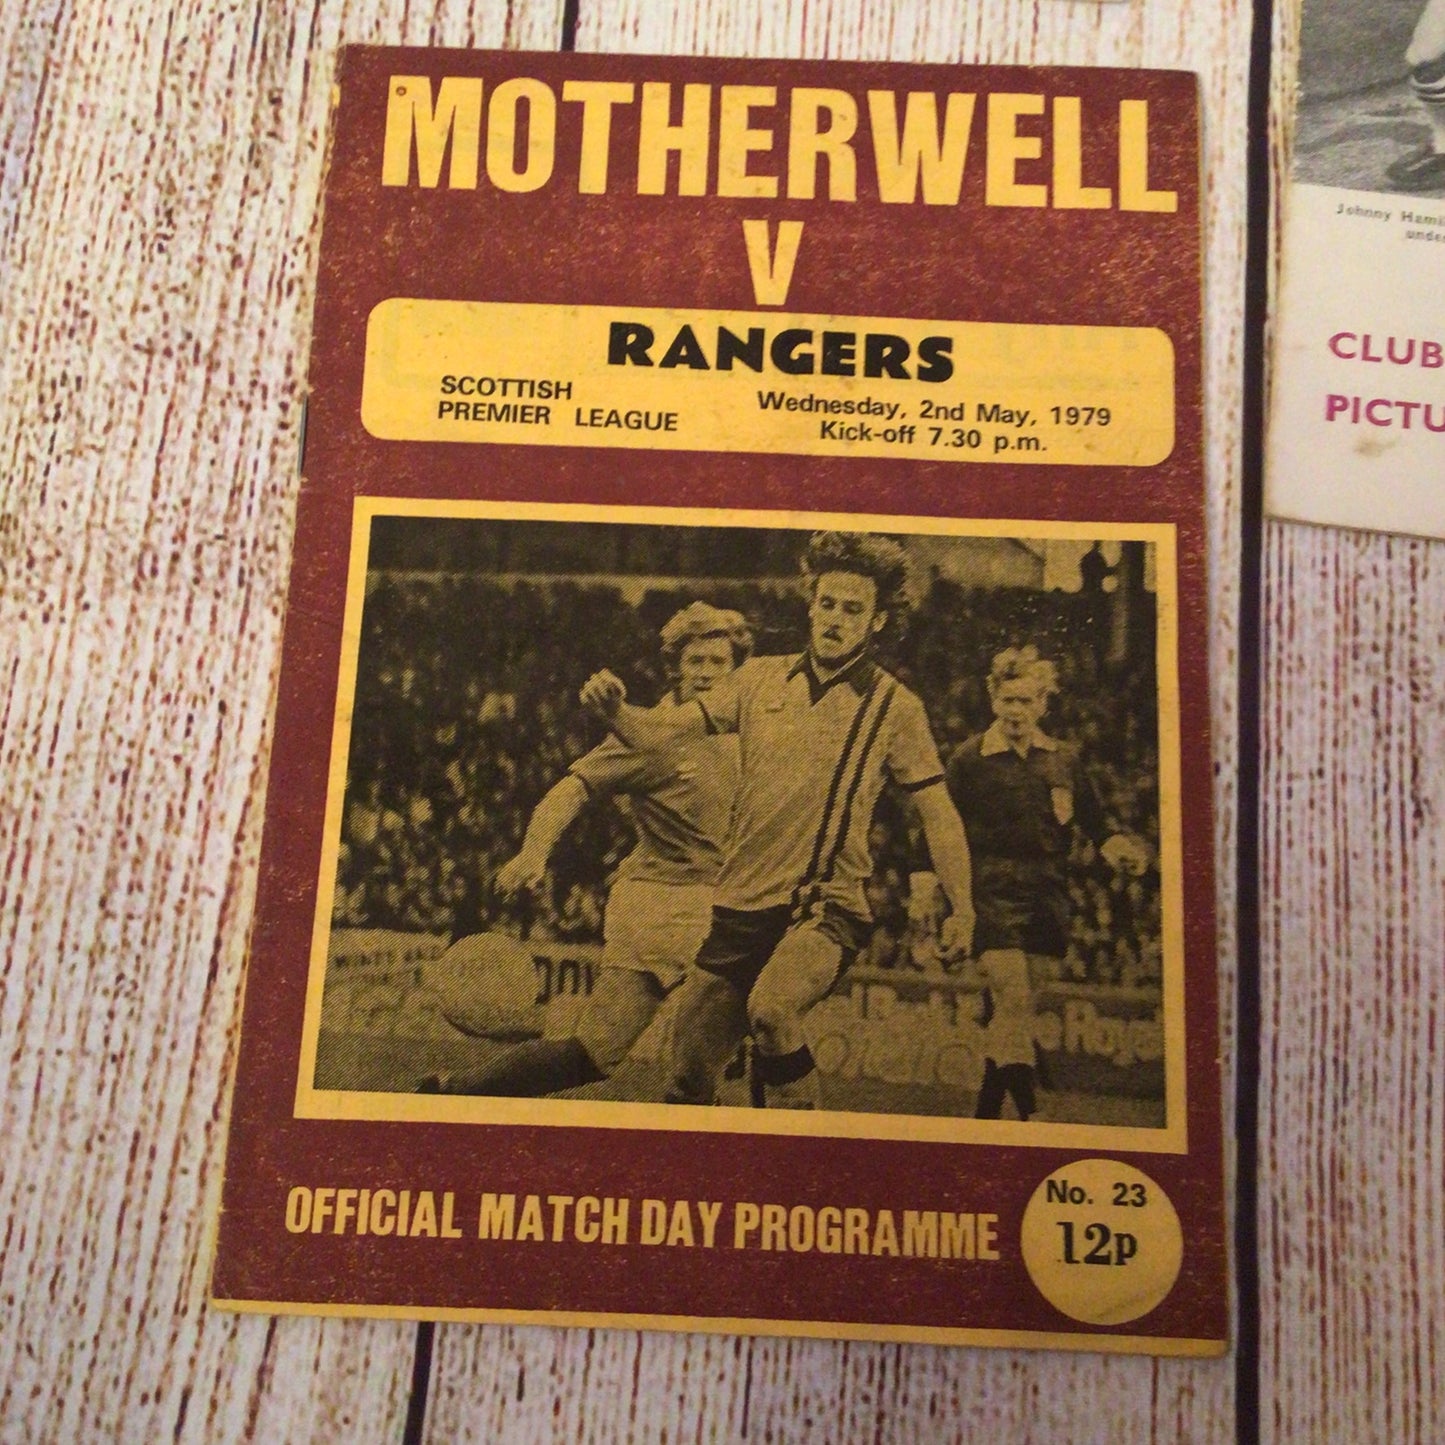 MOTHERWELL
V
RANGERS
SCOTTISH
PREMIER LEAGUE
Wednesday, 2nd May, 1979
Kick-off 7.30 p.m.
OFFICIAL MATCH DAY PROGRAMME
No. 23
12p
Johnny
CLUB